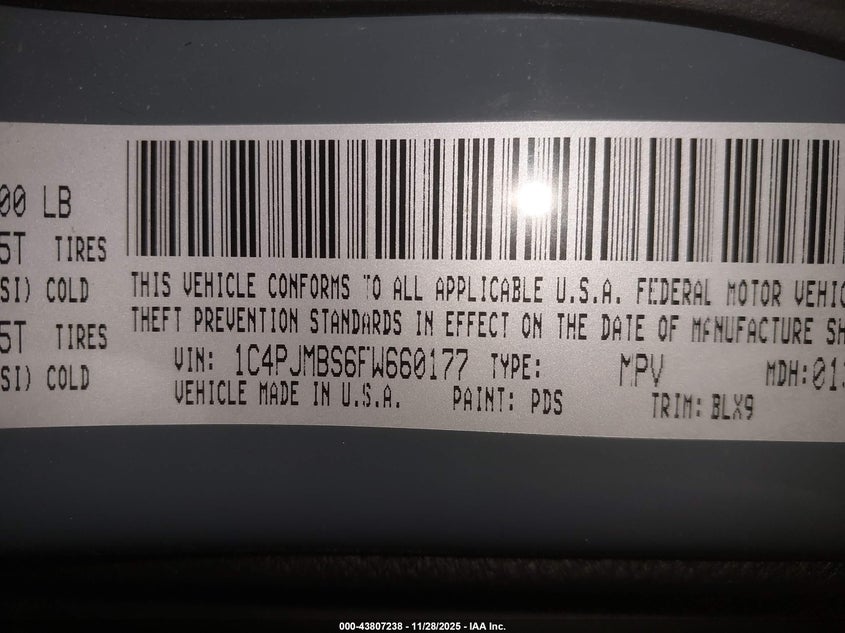 00 LB
5T TIRES
SI) COLD
5T TIRES
SI) COLD
THIS VEHICLE CONFORMS TO ALL APPLICABLE U.S.A. FEDERAL MOTOR VEHIC
THEFT PREVENTION STANDARDS IN EFFECT ON THE DATE OF MANUFACTURE SH
VIN: 1C4PJMBS6FW660177 TYPE: MPV MDH: 013
VEHICLE MADE IN U.S.A. PAINT: PDS TRIM: BLX9
000-43807238 - 11/28/2025 - IAA Inc.